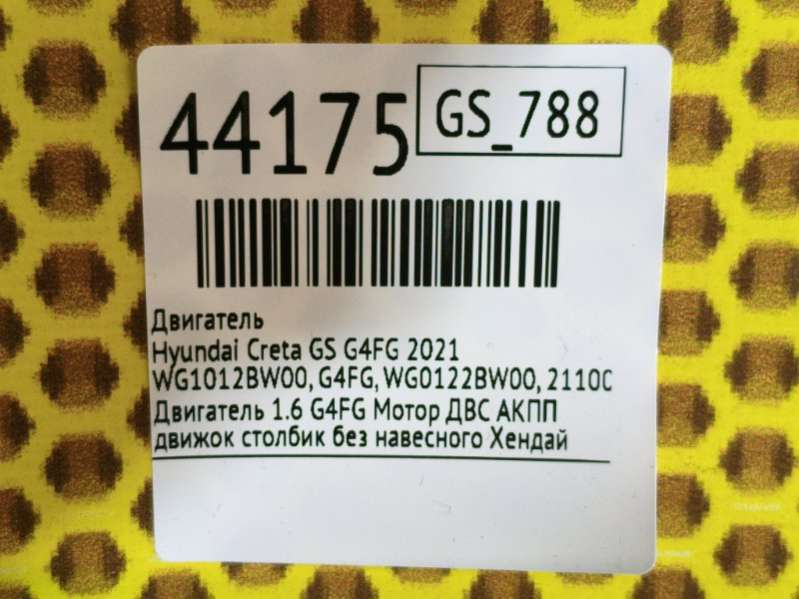 44175
GS_788
Двигатель
Hyundai Creta GS G4FG 2021
WG1012BW00, G4FG, WG0122BW00, 2110C
Двигатель 1.6 G4FG Мотор ДВС АКПП
движок столбик без навесного Хендай